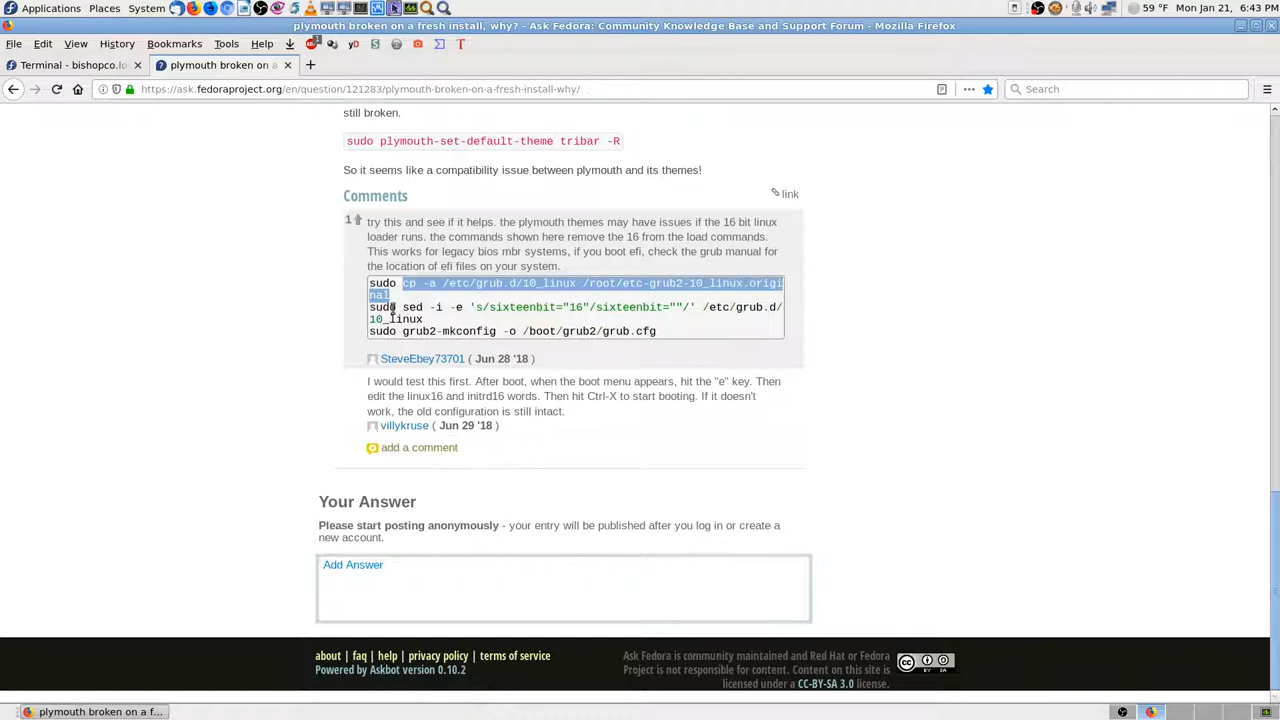 Applications Places System 59 °F Mon Jan 21, 6:43 PM
plymouth broken on a fresh install, why? - Ask Fedora: Community Knowledge Base and Support Forum - Mozilla Firefox
File Edit View History Bookmarks Tools Help
Terminal - bishopco.lo plymouth broken on a
https://ask.fedoraproject.org/en/question/121283/plymouth-broken-on-a-fresh-install-why/ Search
still broken.
sudo plymouth-set-default-theme tribar -R
So it seems like a compatibility issue between plymouth and its themes!
link
Comments
1 try this and see if it helps. the plymouth themes may have issues if the 16 bit linux
loader runs. the commands shown here remove the 16 from the load commands.
This works for legacy bios mbr systems, if you boot efi, check the grub manual for
the location of efi files on your system.
sudo cp -a /etc/grub.d/10_linux /root/etc-grub2-10_linux.origi
nal
sudo sed -i -e 's/sixteenbit="16"/sixteenbit=""/' /etc/grub.d/
10_linux
sudo grub2-mkconfig -o /boot/grub2/grub.cfg
SteveEbey73701 ( Jun 28 '18 )
I would test this first. After boot, when the boot menu appears, hit the "e" key. Then
edit the linux16 and initrd16 words. Then hit Ctrl-X to start booting. If it doesn't
work, the old configuration is still intact.
villykruse ( Jun 29 '18 )
add a comment
Your Answer
Please start posting anonymously - your entry will be published after you log in or create a
new account.
Add Answer
about | faq | help | privacy policy | terms of service
Powered by Askbot version 0.10.2
Ask Fedora is community maintained and Red Hat or Fedora
Project is not responsible for content. Content on this site is
licensed under a CC-BY-SA 3.0 license.
plymouth broken on a f...